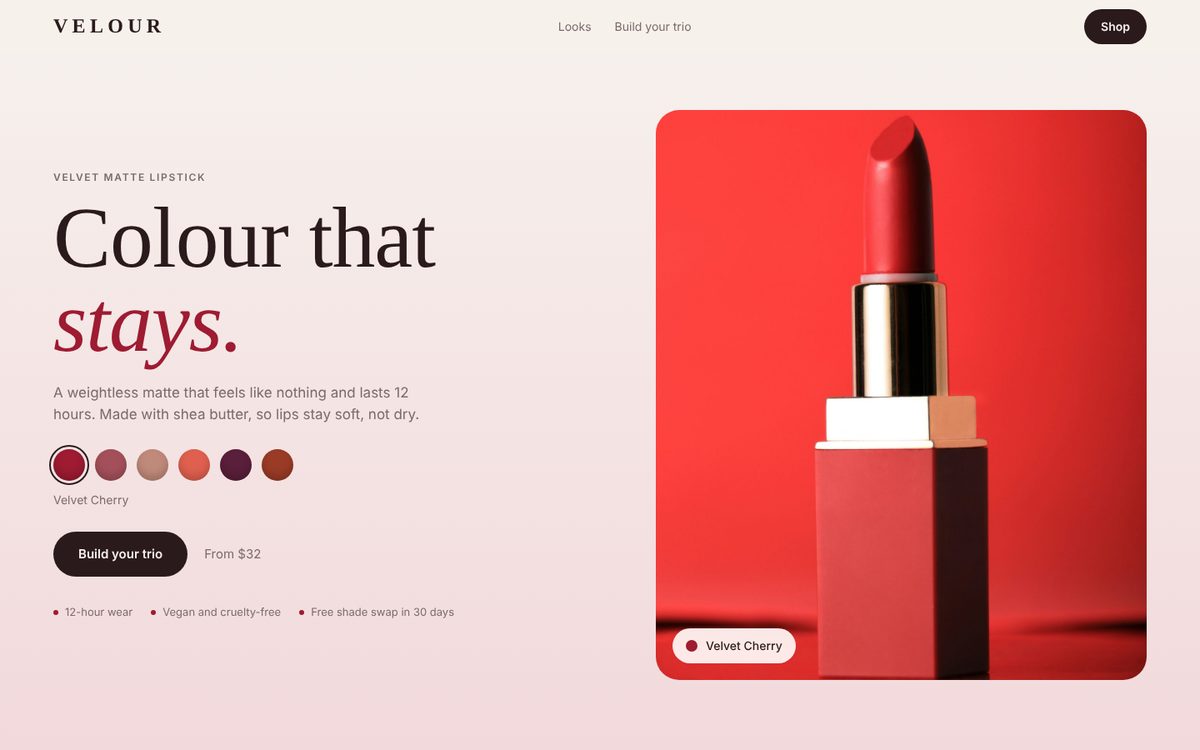 VELOUR
Looks
Build your trio
Shop
VELVET MATTE LIPSTICK
Colour that
stays.
A weightless matte that feels like nothing and lasts 12
hours. Made with shea butter, so lips stay soft, not dry.
Velvet Cherry
Build your trio
From $32
12-hour wear
Vegan and cruelty-free
Free shade swap in 30 days
Velvet Cherry